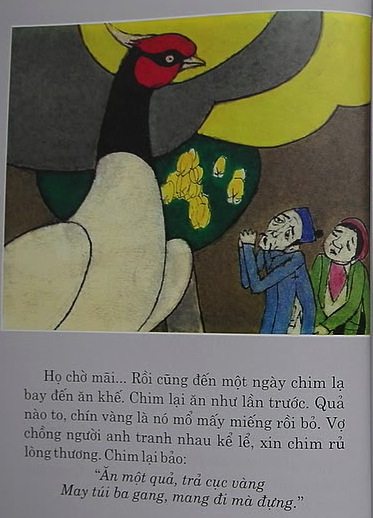 Họ chờ mãi... Rồi cũng đến một ngày chim lạ
bay đến ăn khế. Chim lại ăn như lần trước. Quả
nào to, chín vàng là nó mổ mấy miếng rồi bỏ. Vợ
chồng người anh tranh nhau kể lể, xin chim rủ
lòng thương. Chim lại bảo:
“Ăn một quả, trả cục vàng
May túi ba gang, mang đi mà đựng.”